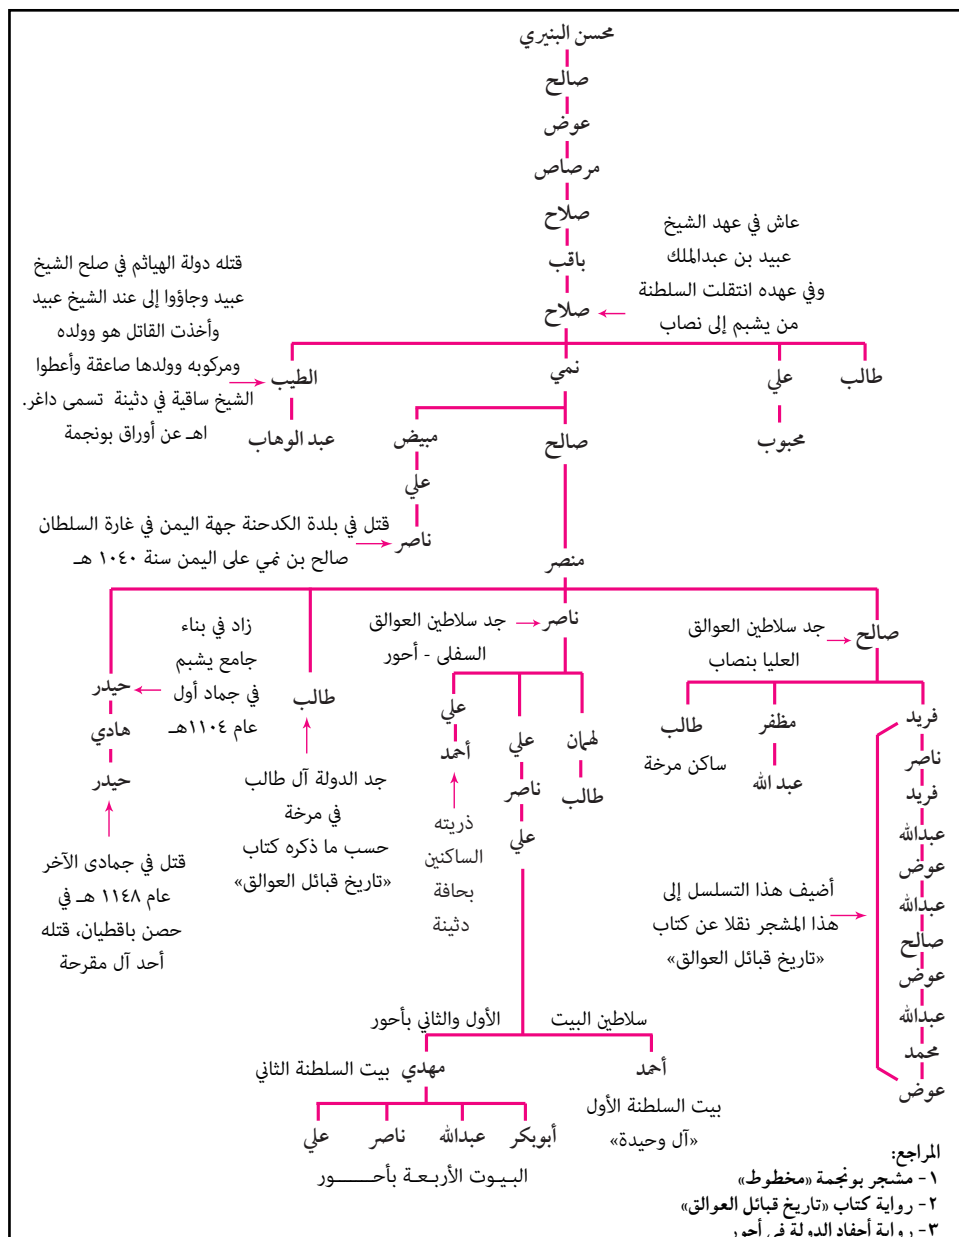 محسن البنيري
صالح
عوض
مرصاص
صلاح
باقب
صلاح
عاش في عهد الشيخ
عبيد بن عبدالملك
وفي عهده انتقلت السلطنة
من يشبم إلى نصاب
قتله دولة الهياثم في صلح الشيخ
عبيد وجاؤوا إلى عند الشيخ عبيد
وأخذت القاتل هو وولده
ومركوبه وولدها صاعقة وأعطوا
الشيخ ساقية في دثينة تسمى داغر.
اهـ عن أوراق بونجمة
طالب
علي
نمي
الطيب
محبوب
عبد الوهاب
صالح
مبيض
علي
ناصر
قتل في بلدة الكدحنة جهة اليمن في غارة السلطان
صالح بن نمي على اليمن سنة ١٠٤٠ هـ
منصر
صالح
جد سلاطين العوالق
العليا بنصاب
ناصر
جد سلاطين العوالق
السفلى - أحور
طالب
جد الدولة آل طالب
في مرخة
حسب ما ذكره كتاب
«تاريخ قبائل العوالق»
حيدر
زاد في بناء
جامع يشبم
في جماد أول
عام ١١٠٤هـ
هادي
حيدر
قتل في جمادى الآخر
عام ١١٤٨ هـ في
حصن باقطيان، قتله
أحد آل مقرحة
فريد
مظفر
طالب
ساكن مرخة
عبد الله
ناصر
فريد
عبدالله
عوض
عبدالله
صالح
عوض
عبدالله
محمد
عوض
أضيف هذا التسلسل إلى
هذا المشجر نقلا عن كتاب
«تاريخ قبائل العوالق»
لهمان
طالب
علي
ناصر
علي
علي
أحمد
ذريته
الساكنين
بحافة
دثينة
سلاطين البيت الأول والثاني بأحور
أحمد
بيت السلطنة الأول
«آل وحيدة»
مهدي بيت السلطنة الثاني
أبوبكر عبدالله ناصر علي
البيوت الأربعة بأحور
المراجع:
١- مشجر بونجمة «مخطوط»
٢- رواية كتاب «تاريخ قبائل العوالق»
٣- رواية أحفاد الدولة في أحور